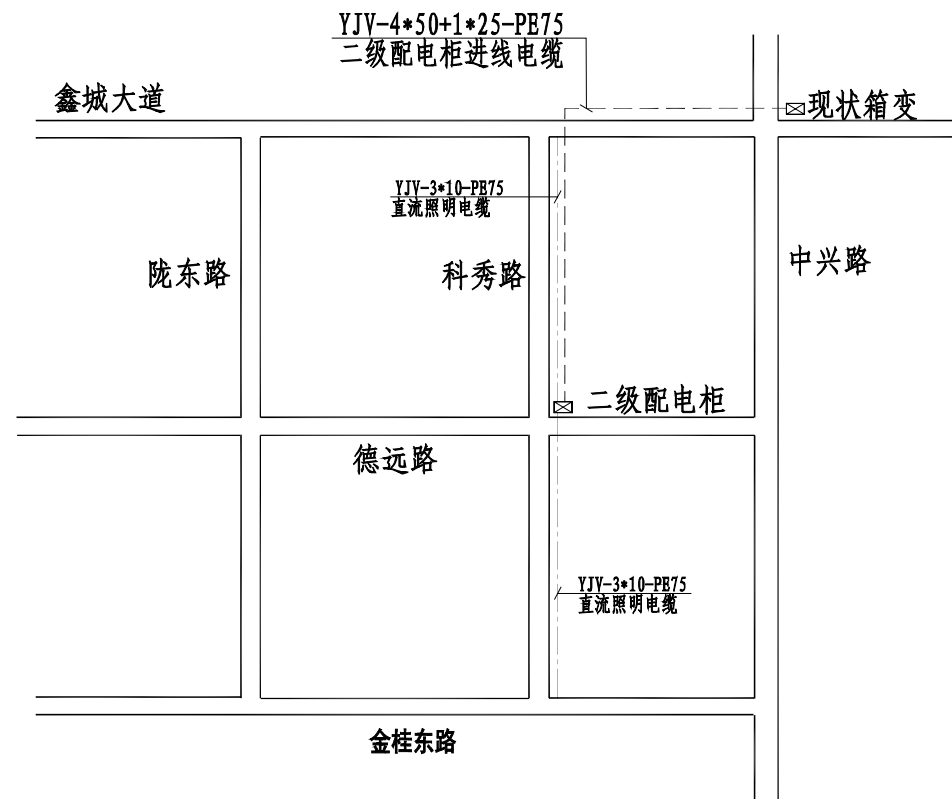 YJV-4*50+1*25-PE75
二级配电柜进线电缆
鑫城大道
现状箱变
YJV-3*10-PE75
直流照明电缆
陇东路
科秀路
中兴路
二级配电柜
德远路
YJV-3*10-PE75
直流照明电缆
金桂东路